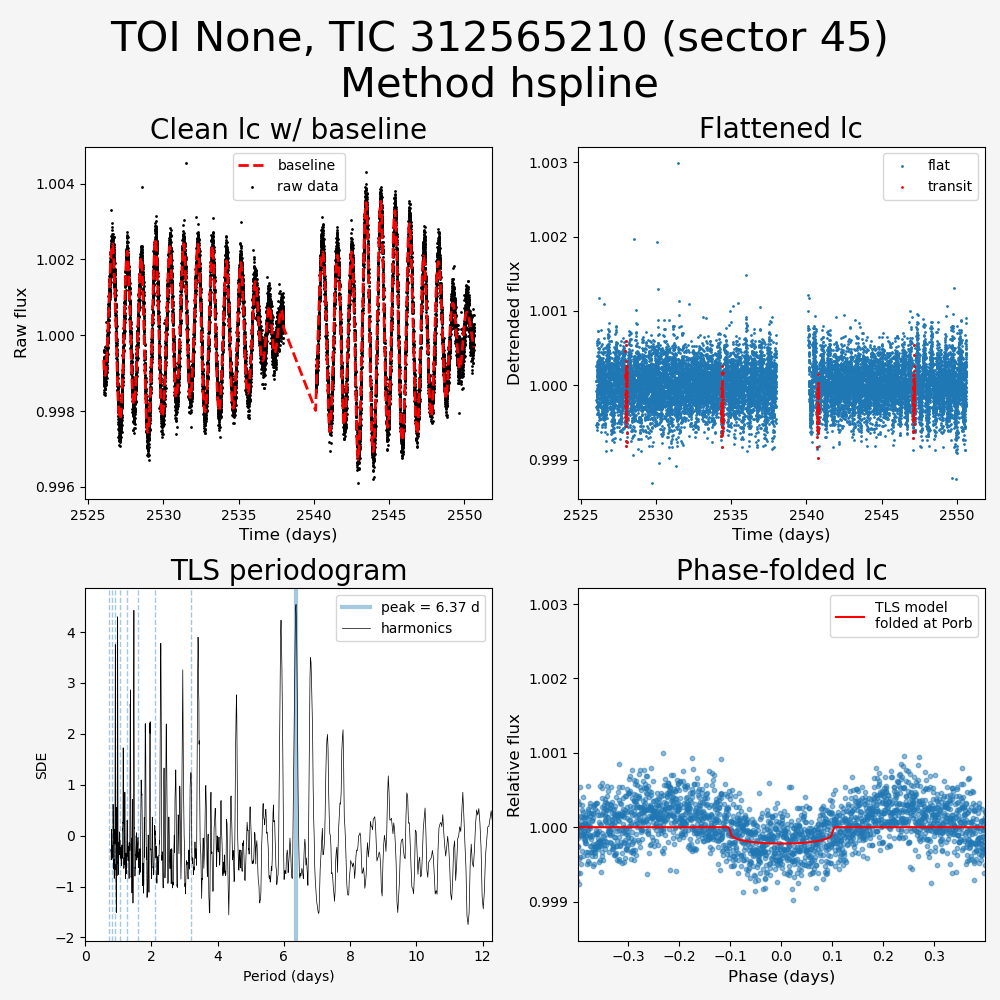 TOI None, TIC 312565210 (sector 45)
Method hspline
Clean lc w/ baseline
baseline
raw data
1.004
1.002
1.000
0.998
0.996
Raw flux
2525
2530
2535
2540
2545
2550
Time (days)
Flattened lc
flat
transit
1.003
1.002
1.001
1.000
0.999
Detrended flux
2525
2530
2535
2540
2545
2550
Time (days)
TLS periodogram
peak = 6.37 d
harmonics
4
3
2
1
0
−1
−2
SDE
0
2
4
6
8
10
12
Period (days)
Phase-folded lc
TLS model
folded at Porb
1.003
1.002
1.001
1.000
0.999
Relative flux
−0.3
−0.2
−0.1
0.0
0.1
0.2
0.3
Phase (days)